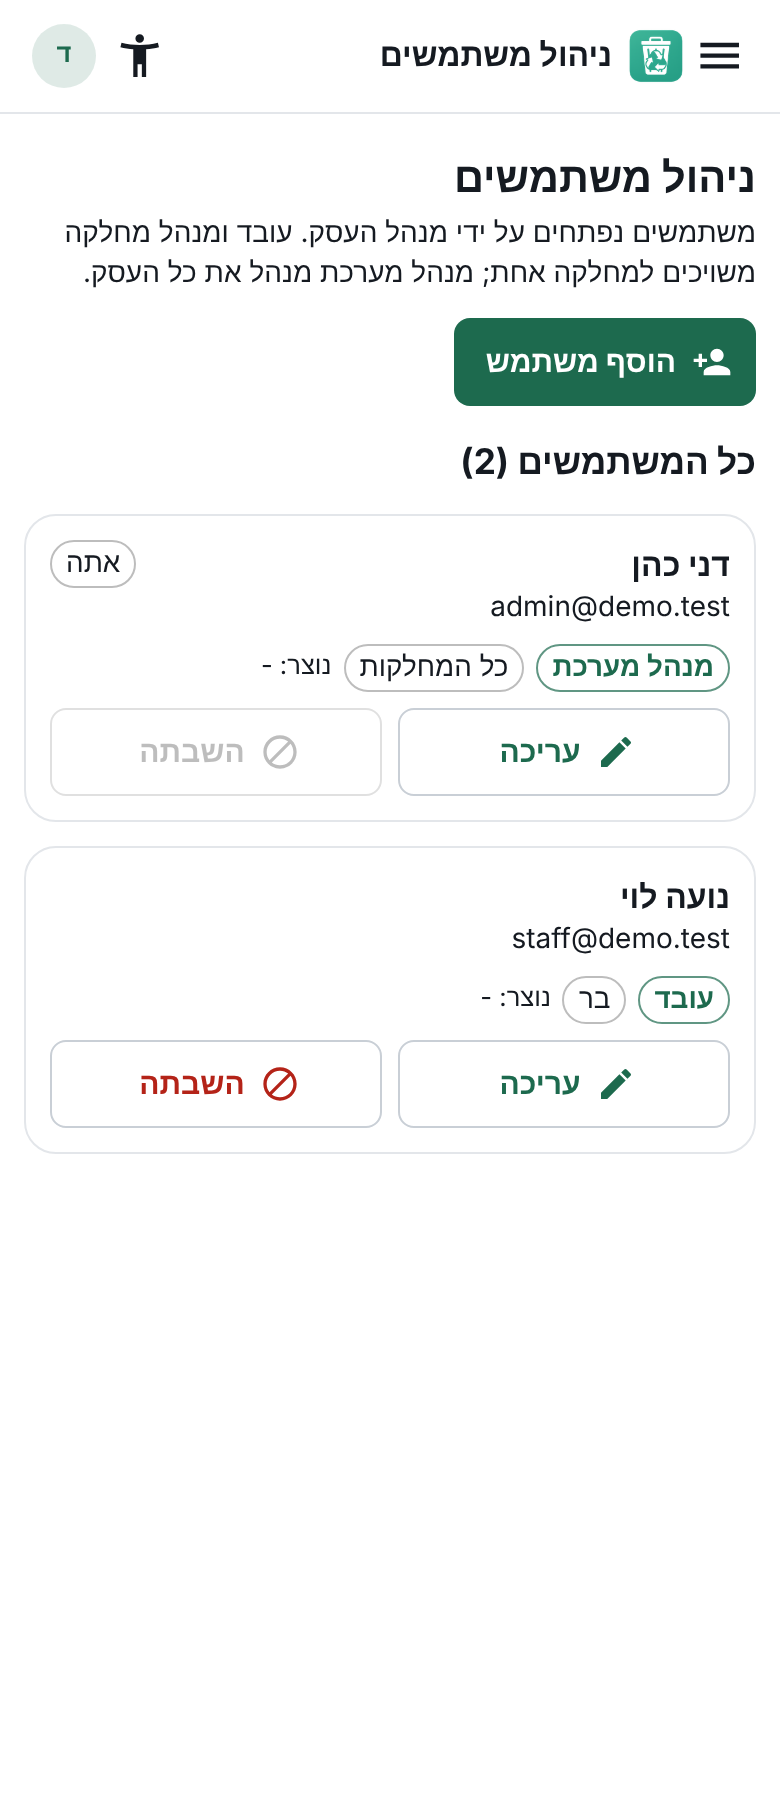 ניהול משתמשים
ד
ניהול משתמשים
משתמשים נפתחים על ידי מנהל העסק. עובד ומנהל מחלקה
משויכים למחלקה אחת; מנהל מערכת מנהל את כל העסק.
הוסף משתמש
כל המשתמשים (2)
דני כהן
אתה
admin@demo.test
מנהל מערכת
כל המחלקות
נוצר: -
עריכה
השבתה
נועה לוי
staff@demo.test
עובד
בר
נוצר: -
עריכה
השבתה